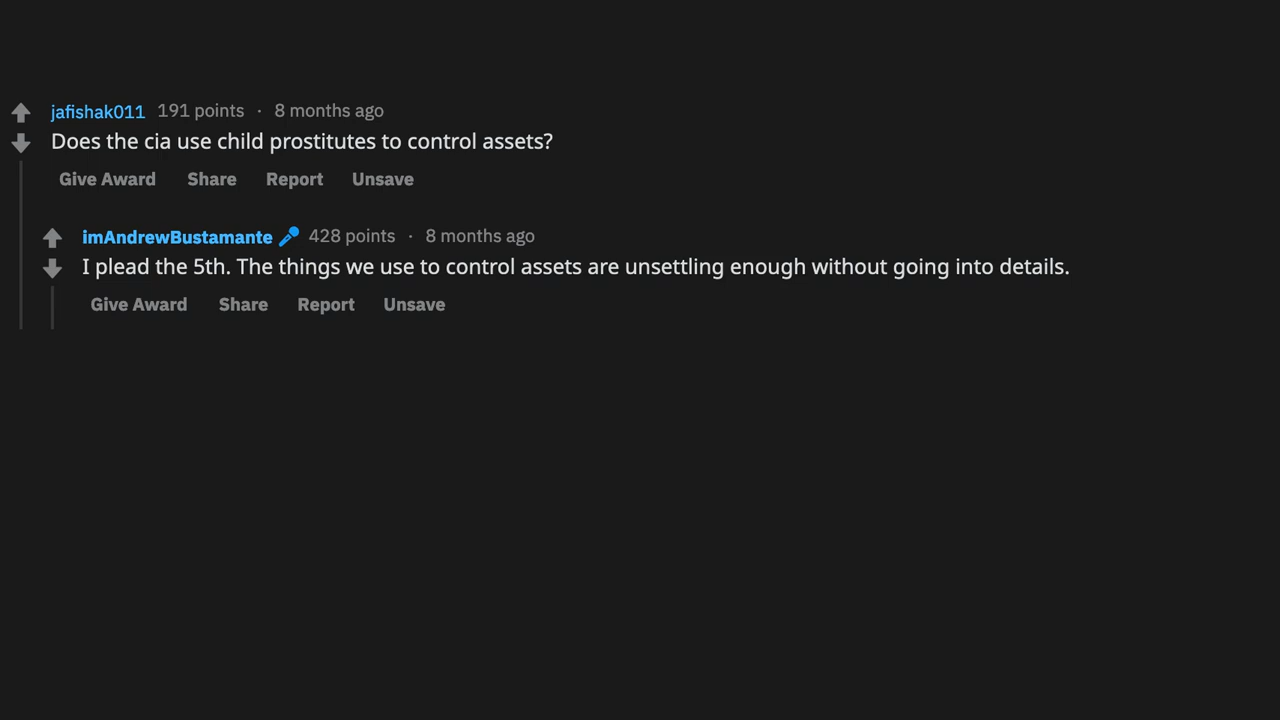 jafishak011 191 points · 8 months ago
Does the cia use child prostitutes to control assets?
Give Award Share Report Unsave
imAndrewBustamante 428 points · 8 months ago
I plead the 5th. The things we use to control assets are unsettling enough without going into details.
Give Award Share Report Unsave